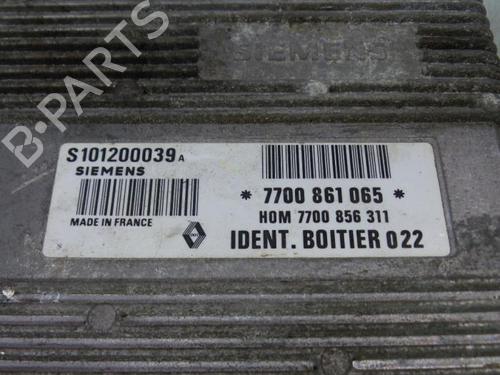 B-PARTS
SIEMENS
S101200039 A
SIEMENS
MADE IN FRANCE
* 7700 861 065 *
HOM 7700 856 311
IDENT. BOITIER 022